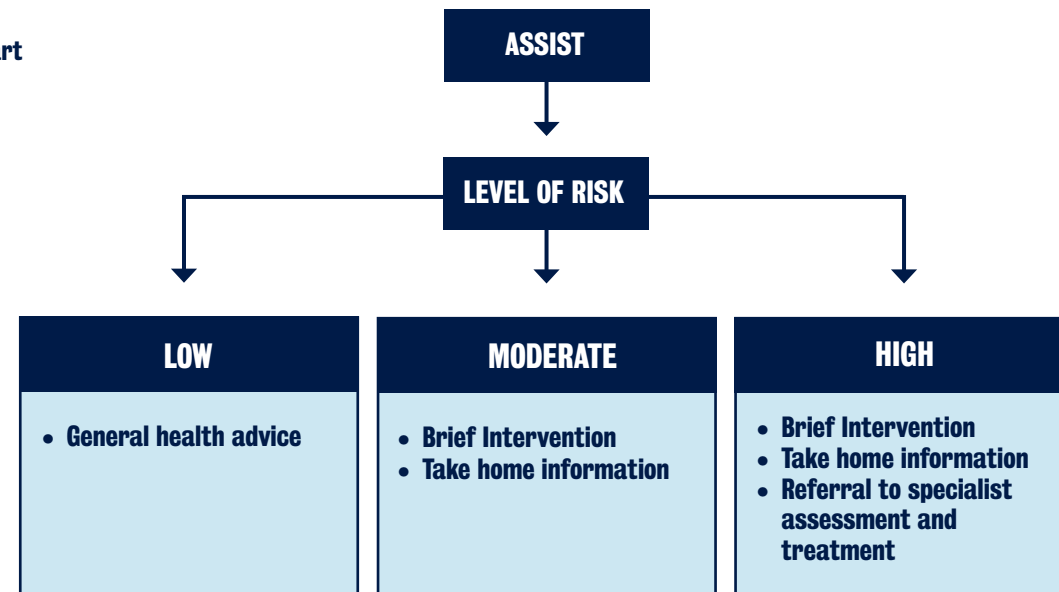 ASSIST
LEVEL OF RISK
LOW
• General health advice
MODERATE
• Brief Intervention
• Take home information
HIGH
• Brief Intervention
• Take home information
• Referral to specialist
assessment and
treatment